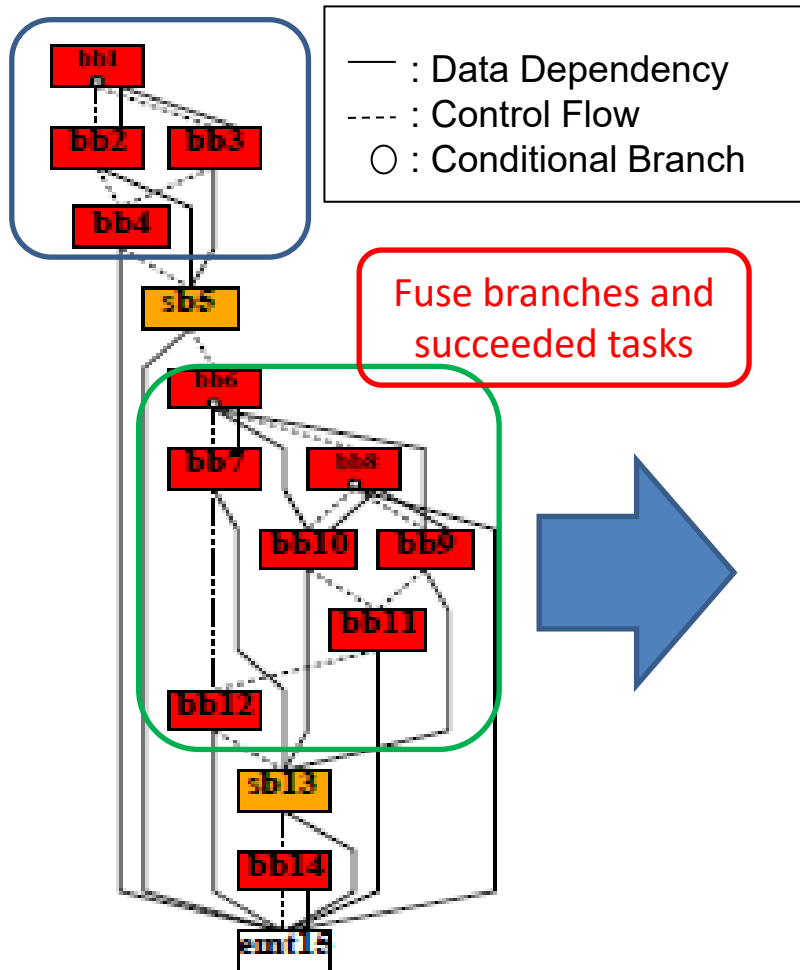 bb1
: Data Dependency
: Control Flow
: Conditional Branch
bb2 bb3
bb4
sb5
Fuse branches and
succeeded tasks
bb6
bb7 bb8
bb10 bb9
bb11
bb12
sb13
bb14
emt15